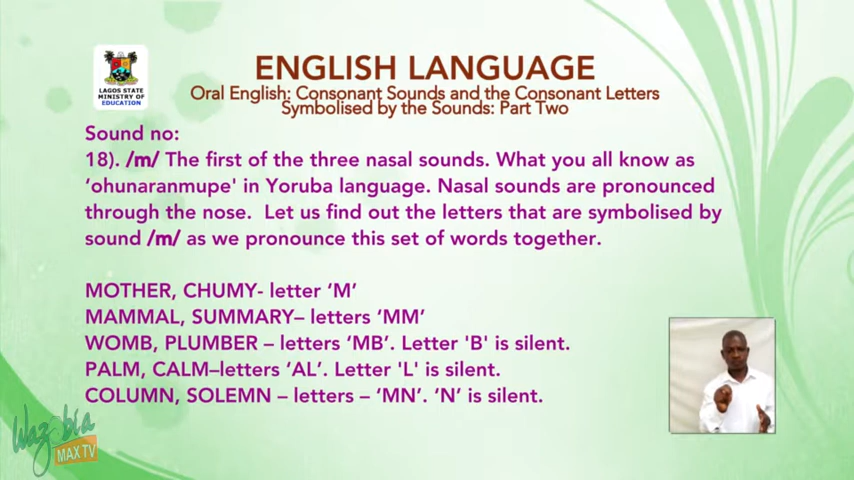 LAGOS STATE
MINISTRY OF
EDUCATION
ENGLISH LANGUAGE
Oral English: Consonant Sounds and the Consonant Letters
Symbolised by the Sounds: Part Two
Sound no:
18). /m/ The first of the three nasal sounds. What you all know as
‘ohunaranmupe' in Yoruba language. Nasal sounds are pronounced
through the nose. Let us find out the letters that are symbolised by
sound /m/ as we pronounce this set of words together.
MOTHER, CHUMY- letter ‘M’
MAMMAL, SUMMARY– letters ‘MM’
WOMB, PLUMBER – letters ‘MB’. Letter 'B' is silent.
PALM, CALM–letters ‘AL’. Letter 'L' is silent.
COLUMN, SOLEMN – letters – ‘MN’. ‘N’ is silent.
Wazobia
MAX TV